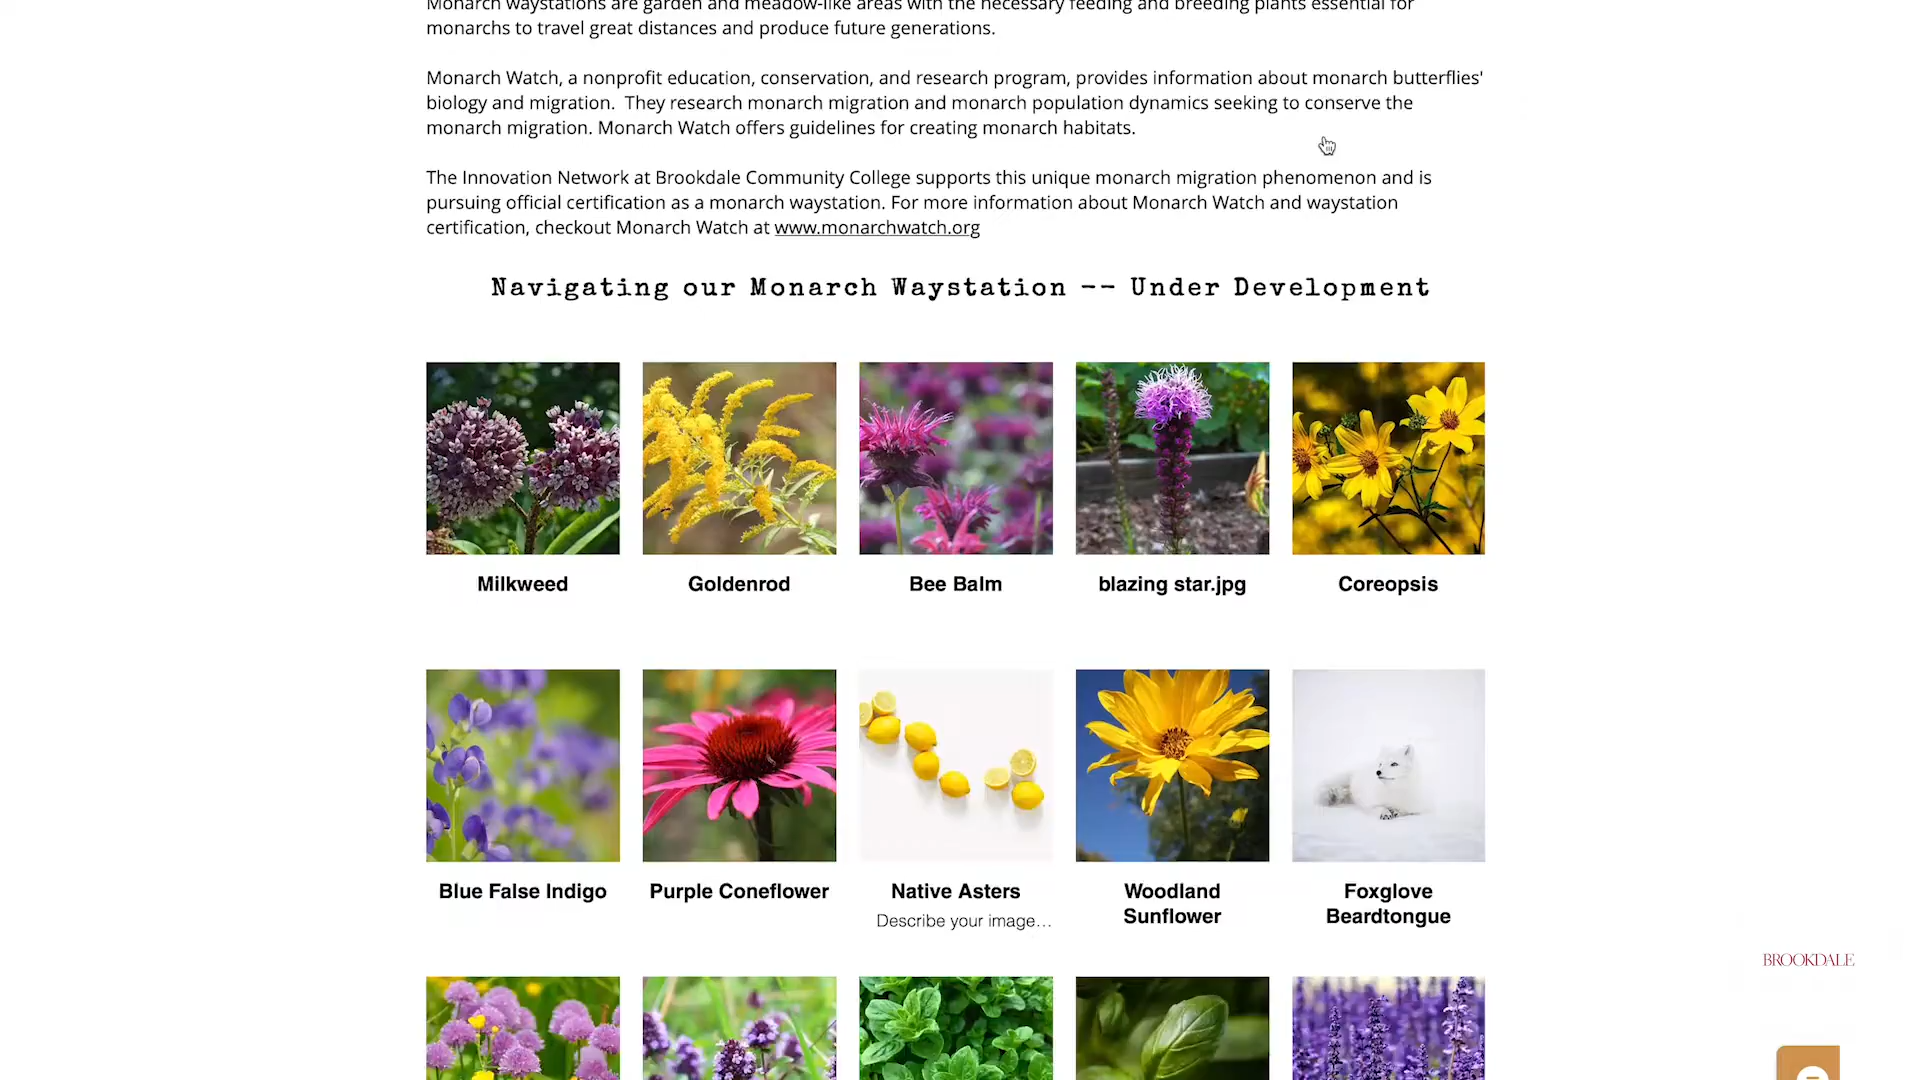 Monarch waystations are garden and meadow-like areas with the necessary feeding and breeding plants essential for
monarchs to travel great distances and produce future generations.
Monarch Watch, a nonprofit education, conservation, and research program, provides information about monarch butterflies'
biology and migration. They research monarch migration and monarch population dynamics seeking to conserve the
monarch migration. Monarch Watch offers guidelines for creating monarch habitats.
The Innovation Network at Brookdale Community College supports this unique monarch migration phenomenon and is
pursuing official certification as a monarch waystation. For more information about Monarch Watch and waystation
certification, checkout Monarch Watch at www.monarchwatch.org
Navigating our Monarch Waystation -- Under Development
Milkweed
Goldenrod
Bee Balm
blazing star.jpg
Coreopsis
Blue False Indigo
Purple Coneflower
Native Asters
Describe your image...
Woodland
Sunflower
Foxglove
Beardtongue
BROOKDALE